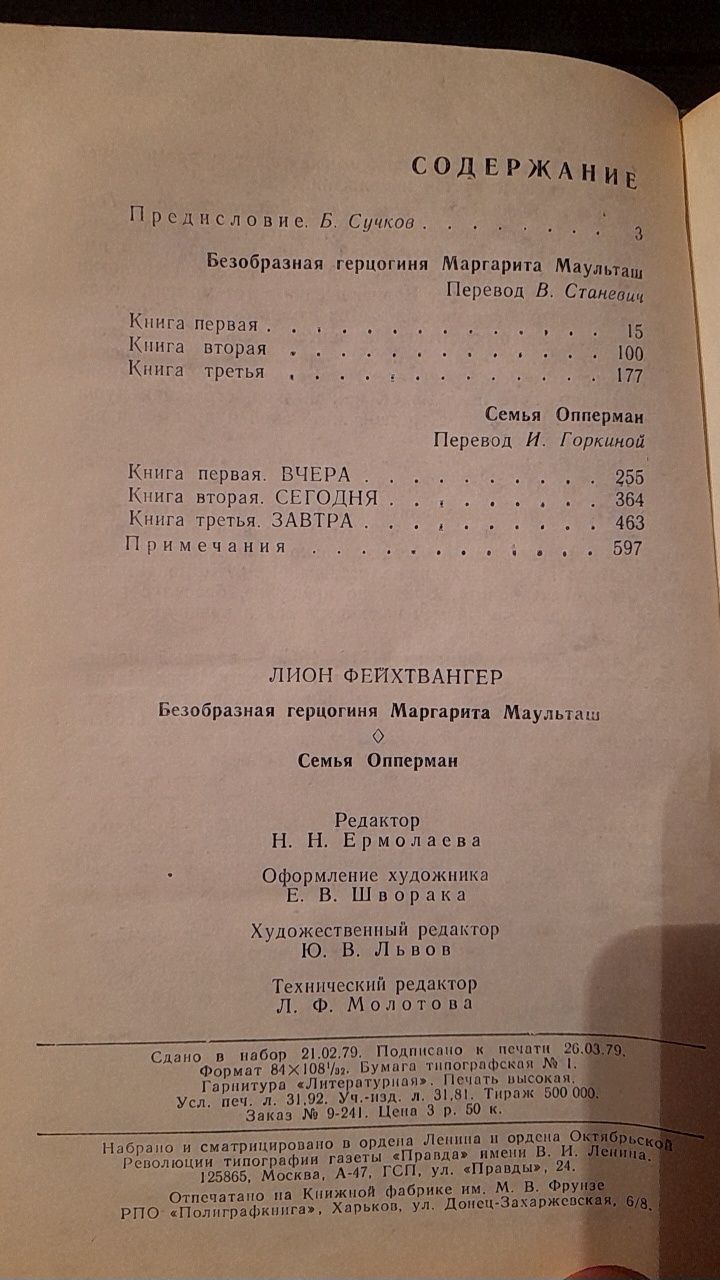 СОДЕРЖАНИЕ
Предисловие. Б. Сучков . . . . . . . . 3
Безобразная герцогиня Маргарита Маульташ
Перевод В. Станевич
Книга первая . . . . . . . . . . . . . . 15
Книга вторая . . . . . . . . . . . . . 100
Книга третья . . . . . . . . . . . . . 177
Семья Опперман
Перевод И. Горкиной
Книга первая. ВЧЕРА . . . . . . . . . . 255
Книга вторая. СЕГОДНЯ . . . . . . . . . 364
Книга третья. ЗАВТРА . . . . . . . . . . 463
Примечания . . . . . . . . . . . . 597
ЛИОН ФЕЙХТВАНГЕР
Безобразная герцогиня Маргарита Маульташ
◇
Семья Опперман
Редактор
Н. Н. Ермолаева
Оформление художника
Е. В. Шворака
Художественный редактор
Ю. В. Львов
Технический редактор
Л. Ф. Молотова
Сдано в набор 21.02.79. Подписано к печати 26.03.79.
Формат 84×108¹/₃₂. Бумага типографская № 1.
Гарнитура «Литературная». Печать высокая.
Усл. печ. л. 31,92. Уч.-изд. л. 31,81. Тираж 500 000.
Заказ № 9-241. Цена 3 р. 50 к.
Набрано и сматрицировано в ордена Ленина и ордена Октябрьской
Революции типографии газеты «Правда» имени В. И. Ленина.
125865, Москва, А-47, ГСП, ул. «Правды», 24.
Отпечатано на Книжной фабрике им. М. В. Фрунзе
РПО «Полиграфкнига», Харьков, ул. Донец-Захаржевская, 6/8.